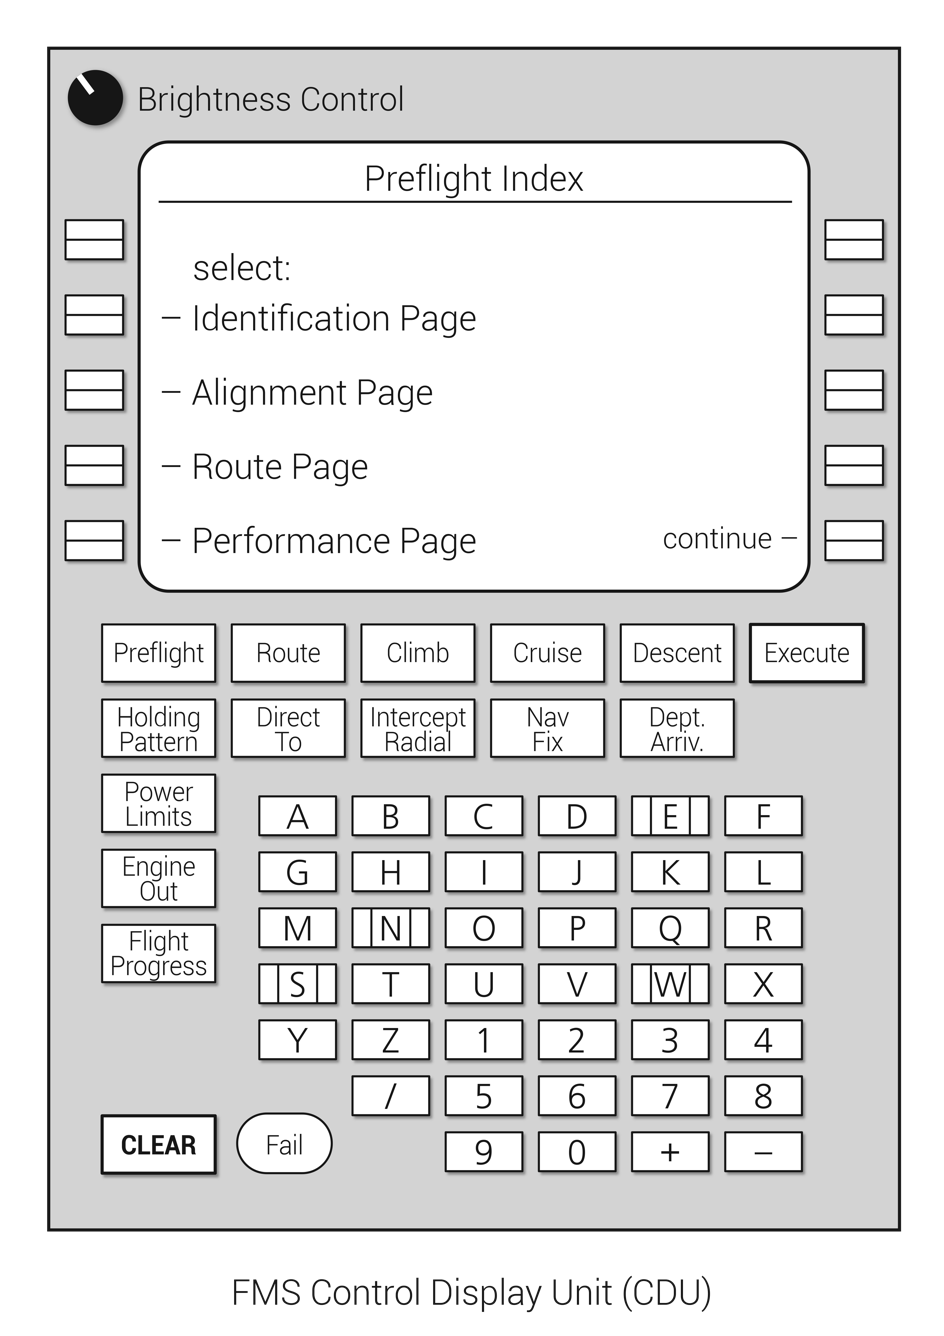 Brightness Control
Preflight Index
select:
– Identification Page
– Alignment Page
– Route Page
– Performance Page
continue –
Preflight
Route
Climb
Cruise
Descent
Execute
Holding
Pattern
Direct
To
Intercept
Radial
Nav
Fix
Dept.
Arriv.
Power
Limits
Engine
Out
Flight
Progress
A B C D E F
G H I J K L
M N O P Q R
S T U V W X
Y Z 1 2 3 4
/ 5 6 7 8
9 0 + –
CLEAR
Fail
FMS Control Display Unit (CDU)